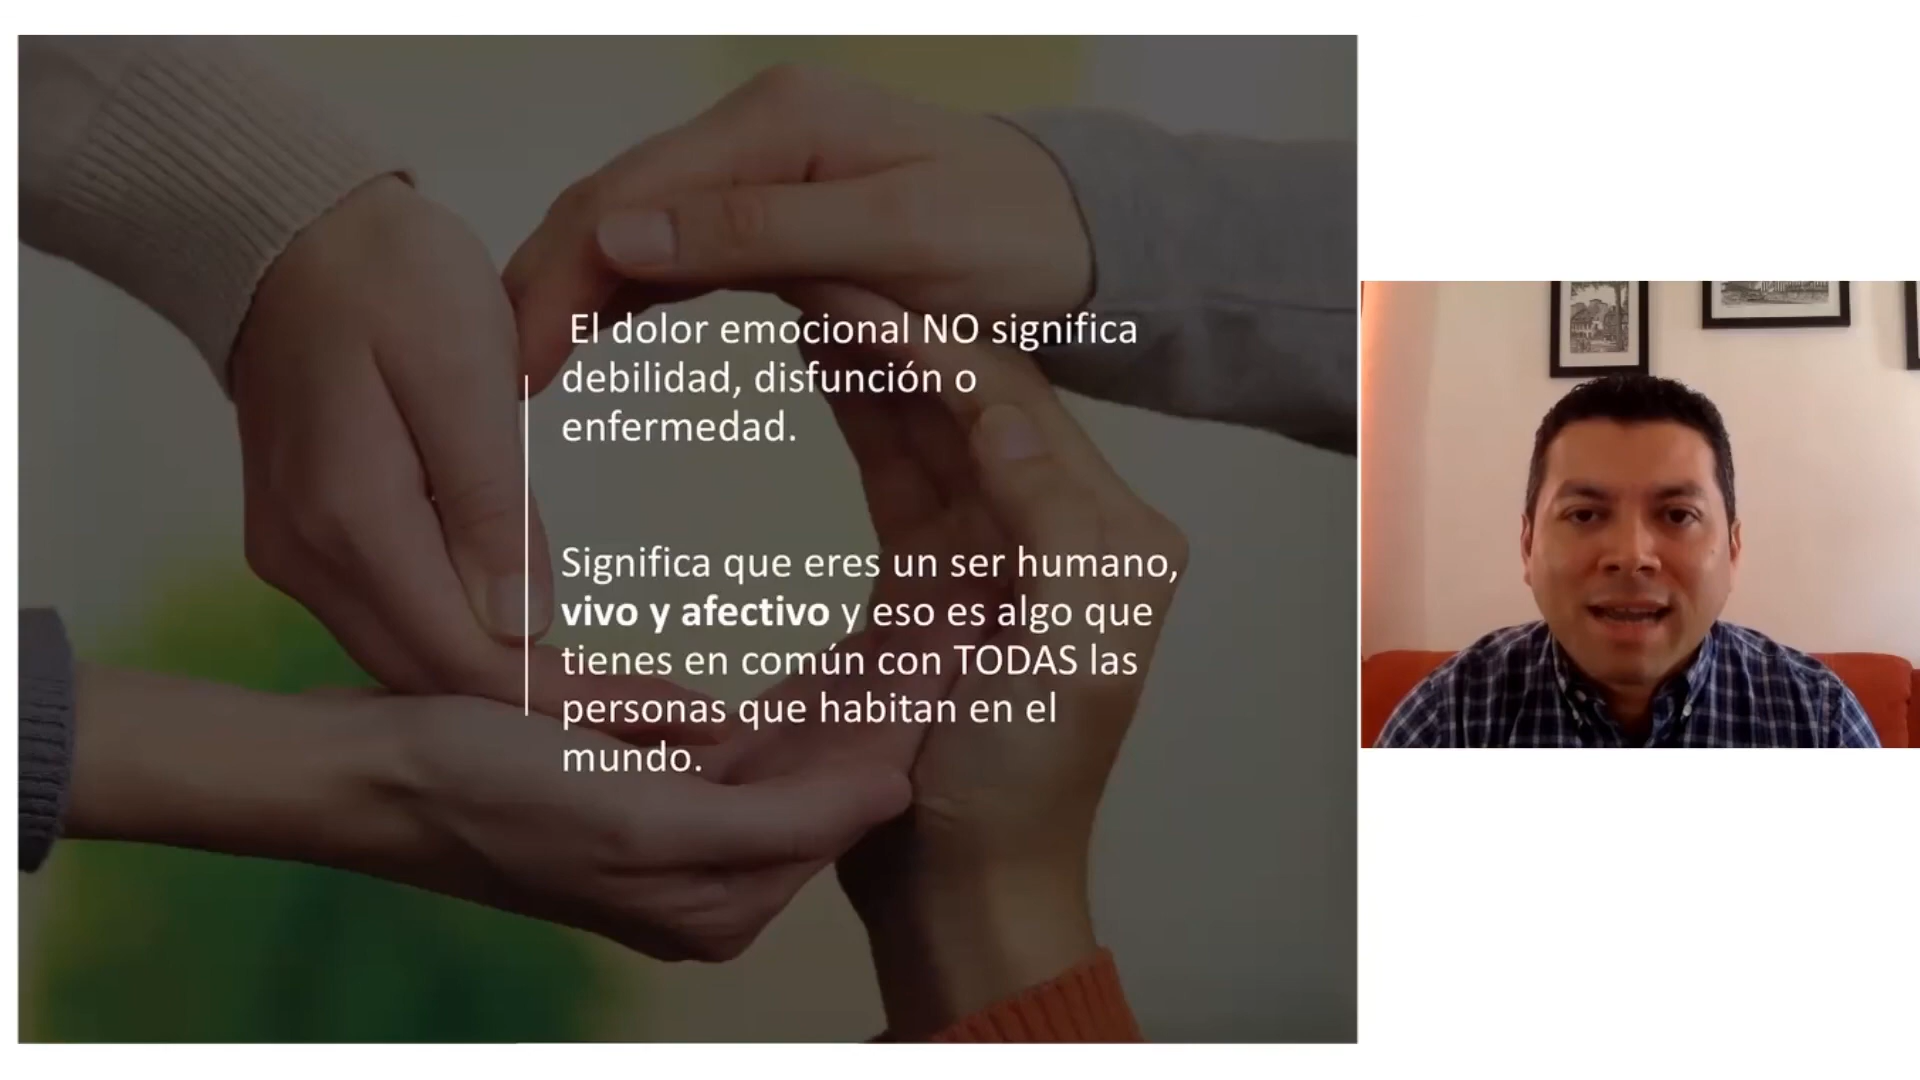 El dolor emocional NO significa
debilidad, disfunción o
enfermedad.
Significa que eres un ser humano,
vivo y afectivo y eso es algo que
tienes en común con TODAS las
personas que habitan en el
mundo.